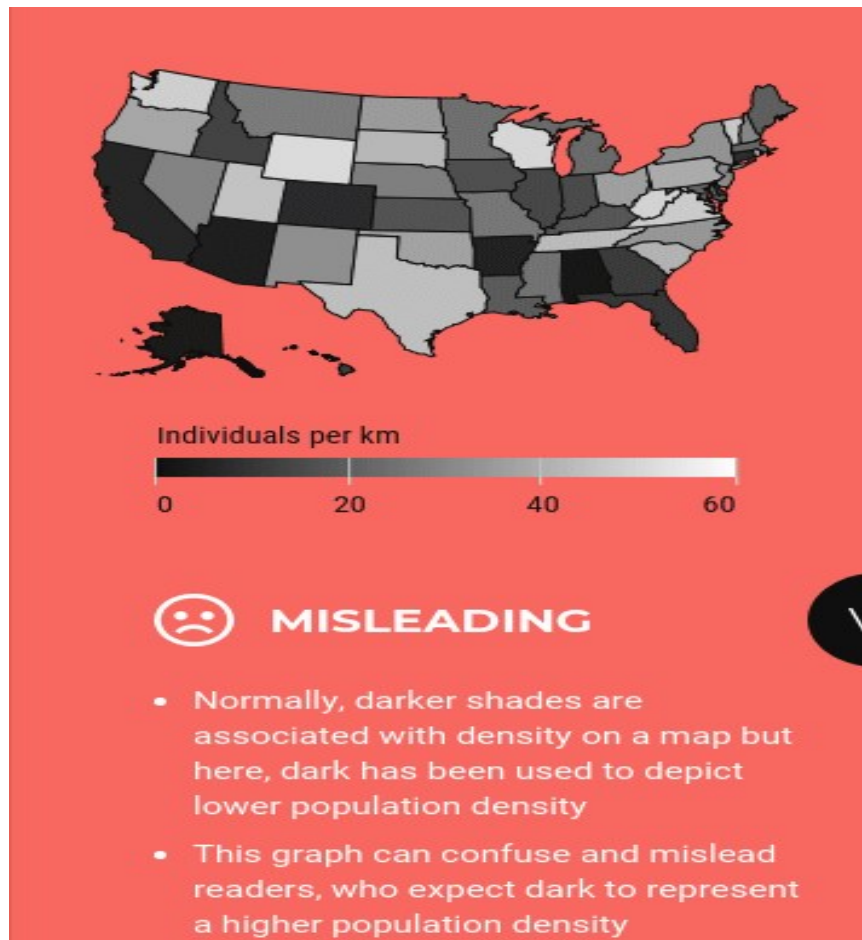 Individuals per km
0 20 40 60
MISLEADING
• Normally, darker shades are
associated with density on a map but
here, dark has been used to depict
lower population density
• This graph can confuse and mislead
readers, who expect dark to represent
a higher population density